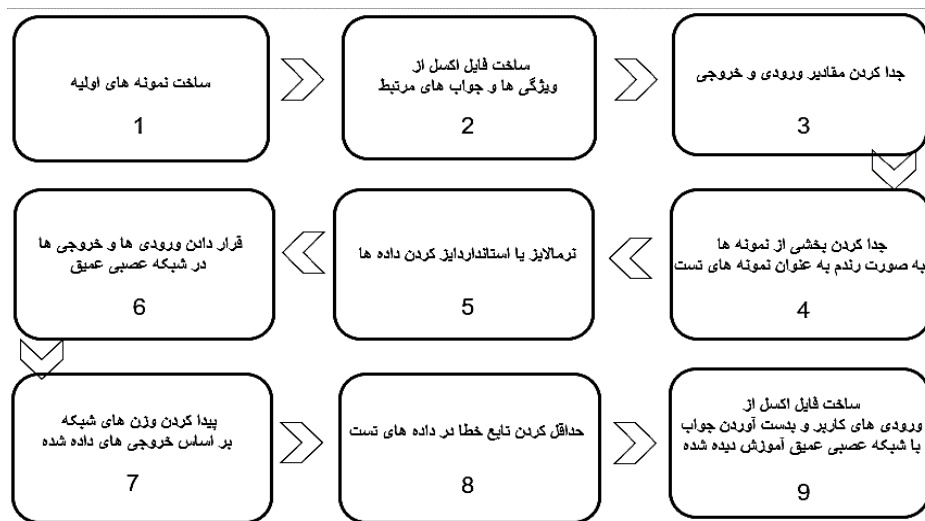 ساخت نمونه های اولیه
1
ساخت فایل اکسل از
ویژگی ها و جواب های مرتبط
2
جدا کردن مقادیر ورودی و خروجی
3
جدا کردن بخشی از نمونه ها
به صورت رندم به عنوان نمونه های تست
4
نرمالایز یا استانداردایز کردن داده ها
5
قرار دادن ورودی ها و خروجی ها
در شبکه عصبی عمیق
6
پیدا کردن وزن های شبکه
بر اساس خروجی های داده شده
7
حداقل کردن تابع خطا در داده های تست
8
ساخت فایل اکسل از
ورودی های کاربر و بدست آوردن جواب
با شبکه عصبی عمیق آموزش دیده شده
9